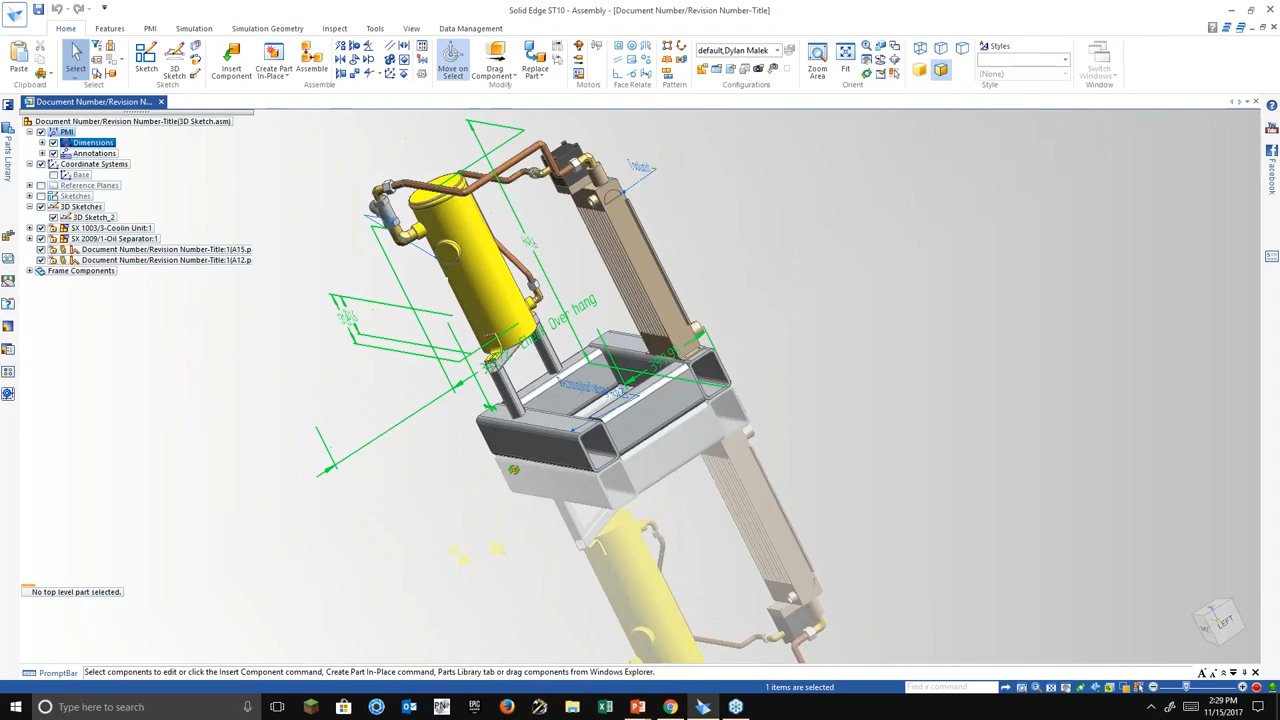 Solid Edge ST10 - Assembly - [Document Number/Revision Number-Title]
Home Features PMI Simulation Simulation Geometry Inspect Tools View Data Management
Paste
Clipboard
Select
Select
Sketch
3D Sketch
Sketch
Insert Component
Create Part In-Place
Assemble
Assemble
Move on Select
Drag Component
Replace Part
Modify
Motors
Face Relate
Pattern
default,Dylan Malek
Configurations
Zoom Area
Fit
Orient
Styles
(None)
Style
Switch Windows
Window
Document Number/Revision N...
Document Number/Revision Number-Title(3D Sketch.asm)
PMI
Dimensions
Annotations
Coordinate Systems
Base
Reference Planes
Sketches
3D Sketches
3D Sketch_2
SX 1003/3-Coolin Unit:1
SX 2009/1-Oil Separator:1
Document Number/Revision Number-Title:1(A15.p
Document Number/Revision Number-Title:1(A12.p
Frame Components
Parts Library
YouTube
Facebook
Over hang
No top level part selected.
LEFT
PromptBar
Select components to edit or click the Insert Component command, Create Part In-Place command, Parts Library tab or drag components from Windows Explorer.
1 items are selected
Find a command
Type here to search
2:29 PM
11/15/2017